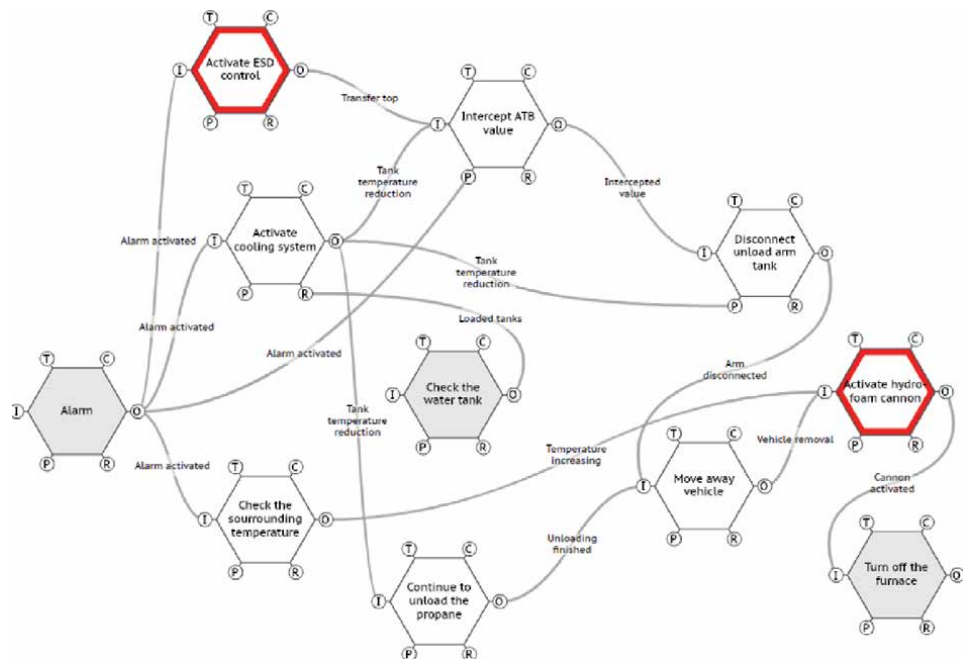 T C
Activate ESD
control
I O
P R
Transfer top
T C
Intercept ATB
value
I O
P R
Tank
temperature
reduction
Intercepted
value
T C
Activate
cooling system
I O
P R
Alarm activated
T C
Disconnect
unload arm
tank
I O
P R
Tank
temperature
reduction
Loaded tanks
Alarm activated
Alarm activated
T C
Alarm
I O
P R
T C
Check the
water tank
I O
P R
Arm
disconnected
T C
Activate hydro-
foam cannon
I O
P R
Tank
temperature
reduction
Temperature
increasing
Vehicle removal
Alarm activated
T C
Check the
sourrounding
temperature
I O
P R
T C
Move away
vehicle
I O
P R
Cannon
activated
Unloading
finished
T C
Continue to
unload the
propane
I O
P R
T C
Turn off the
furnace
I O
P R